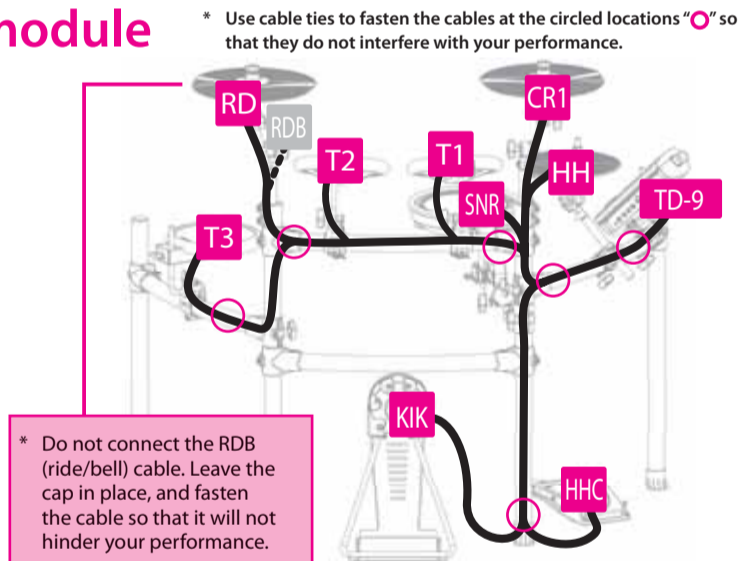 module
* Use cable ties to fasten the cables at the circled locations “O” so
that they do not interfere with your performance.
RD
CR1
RDB
T2
T1
HH
SNR
TD-9
T3
KIK
HHC
* Do not connect the RDB
(ride/bell) cable. Leave the
cap in place, and fasten
the cable so that it will not
hinder your performance.